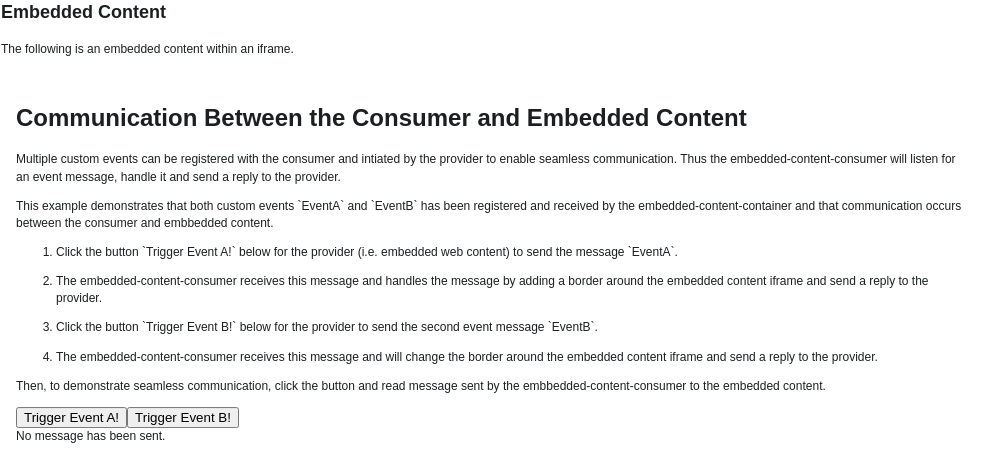 Embedded Content
The following is an embedded content within an iframe.
Communication Between the Consumer and Embedded Content
Multiple custom events can be registered with the consumer and intiated by the provider to enable seamless communication. Thus the embedded-content-consumer will listen for
an event message, handle it and send a reply to the provider.
This example demonstrates that both custom events `EventA` and `EventB` has been registered and received by the embedded-content-container and that communication occurs
between the consumer and embbedded content.
1. Click the button `Trigger Event A!` below for the provider (i.e. embedded web content) to send the message `EventA`.
2. The embedded-content-consumer receives this message and handles the message by adding a border around the embedded content iframe and send a reply to the
provider.
3. Click the button `Trigger Event B!` below for the provider to send the second event message `EventB`.
4. The embedded-content-consumer receives this message and will change the border around the embedded content iframe and send a reply to the provider.
Then, to demonstrate seamless communication, click the button and read message sent by the embbedded-content-consumer to the embedded content.
Trigger Event A! Trigger Event B!
No message has been sent.